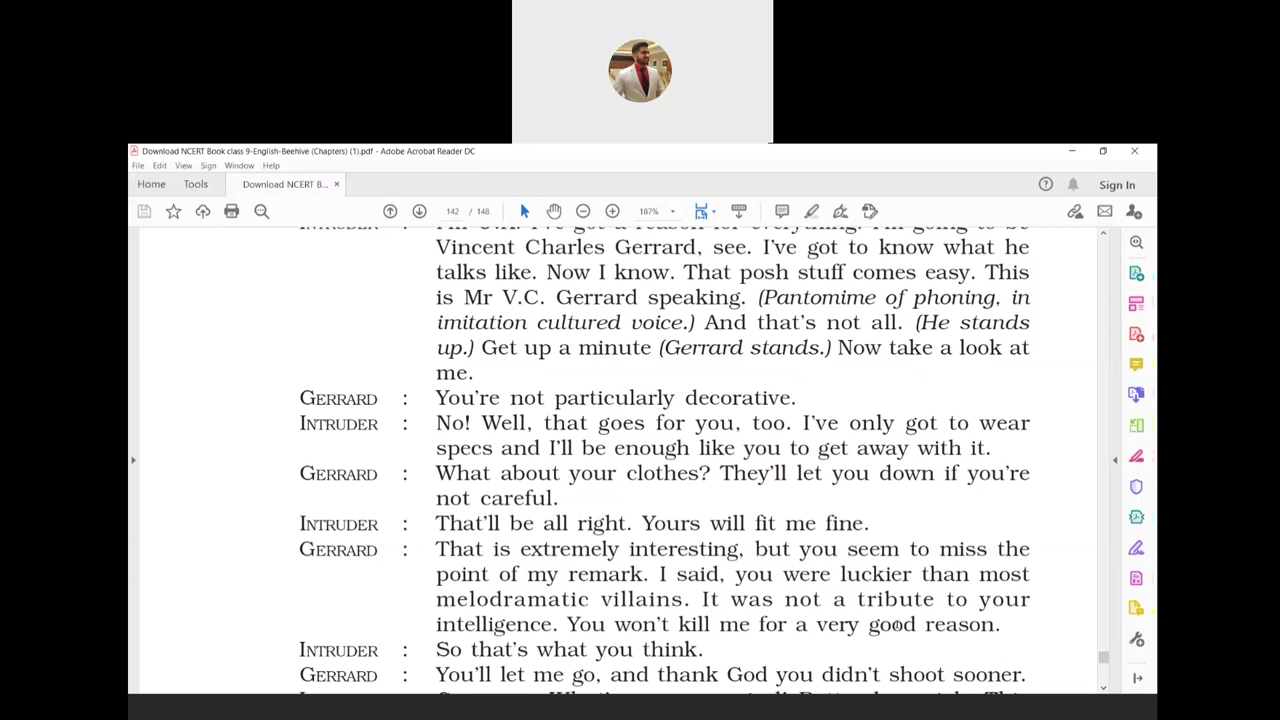 Download NCERT Book class 9-English-Beehive (Chapters) (1).pdf - Adobe Acrobat Reader DC
File Edit View Sign Window Help
Home Tools Download NCERT B... × Sign In
142 / 148 187%
Vincent Charles Gerrard, see. I've got to know what he
talks like. Now I know. That posh stuff comes easy. This
is Mr V.C. Gerrard speaking. (Pantomime of phoning, in
imitation cultured voice.) And that's not all. (He stands
up.) Get up a minute (Gerrard stands.) Now take a look at
me.
GERRARD : You're not particularly decorative.
INTRUDER : No! Well, that goes for you, too. I've only got to wear
specs and I'll be enough like you to get away with it.
GERRARD : What about your clothes? They'll let you down if you're
not careful.
INTRUDER : That'll be all right. Yours will fit me fine.
GERRARD : That is extremely interesting, but you seem to miss the
point of my remark. I said, you were luckier than most
melodramatic villains. It was not a tribute to your
intelligence. You won't kill me for a very good reason.
INTRUDER : So that's what you think.
GERRARD : You'll let me go, and thank God you didn't shoot sooner.